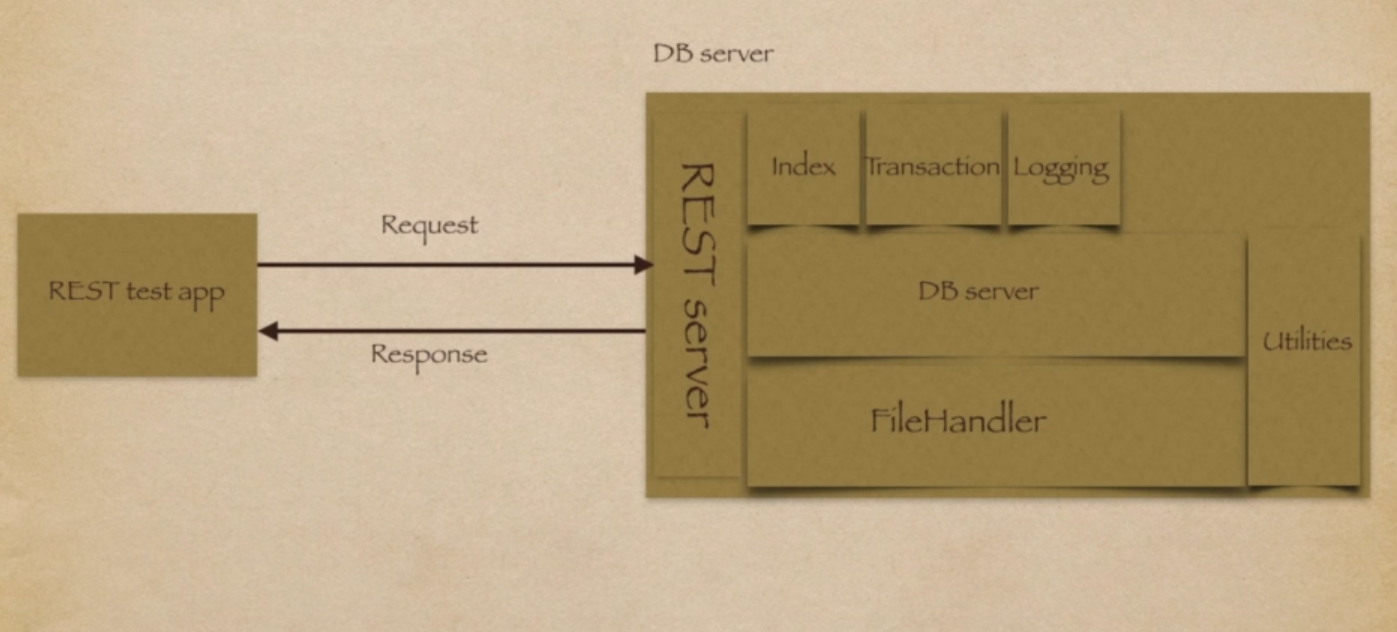 DB server
REST test app
Request
Response
REST server
Index
Transaction
Logging
DB server
FileHandler
Utilities